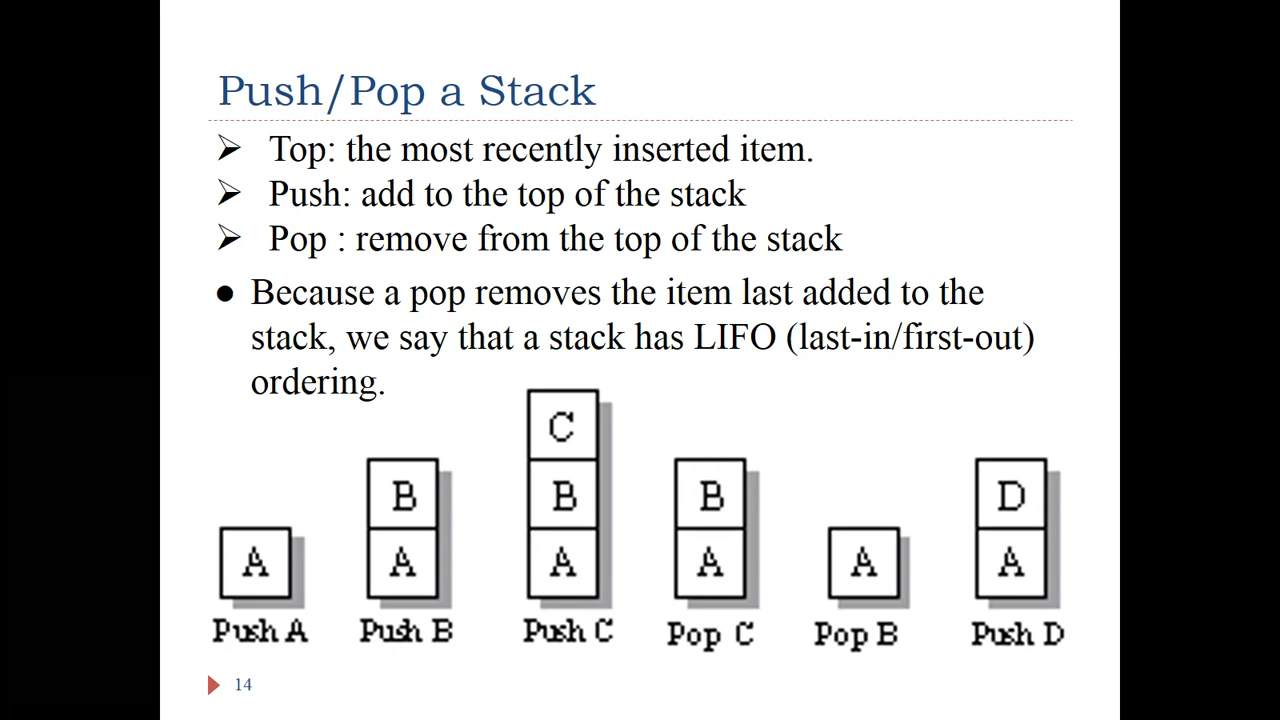 Push/Pop a Stack
➢ Top: the most recently inserted item.
➢ Push: add to the top of the stack
➢ Pop : remove from the top of the stack
● Because a pop removes the item last added to the
stack, we say that a stack has LIFO (last-in/first-out)
ordering.
C
B B B D
A A A A A A
Push A Push B Push C Pop C Pop B Push D
14